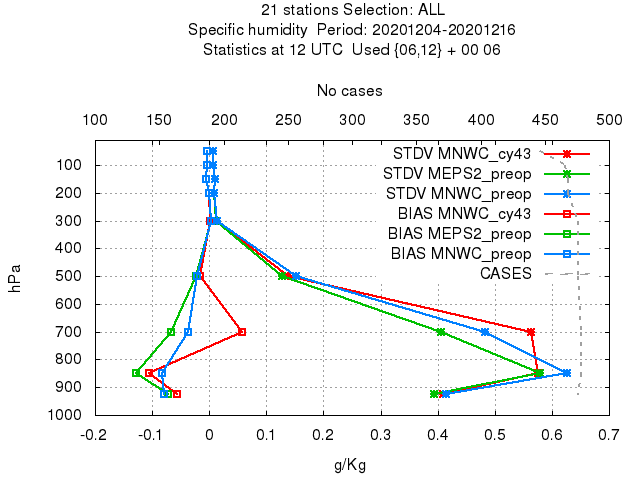 21 stations Selection: ALL
Specific humidity  Period: 20201204-20201216
Statistics at 12 UTC  Used {06,12} + 00 06
No cases
100 150 200 250 300 350 400 450 500
STDV MNWC_cy43
STDV MEPS2_preop
STDV MNWC_preop
BIAS MNWC_cy43
BIAS MEPS2_preop
BIAS MNWC_preop
CASES
100
200
300
400
500
600
700
800
900
1000
hPa
-0.2 -0.1 0 0.1 0.2 0.3 0.4 0.5 0.6 0.7
g/Kg